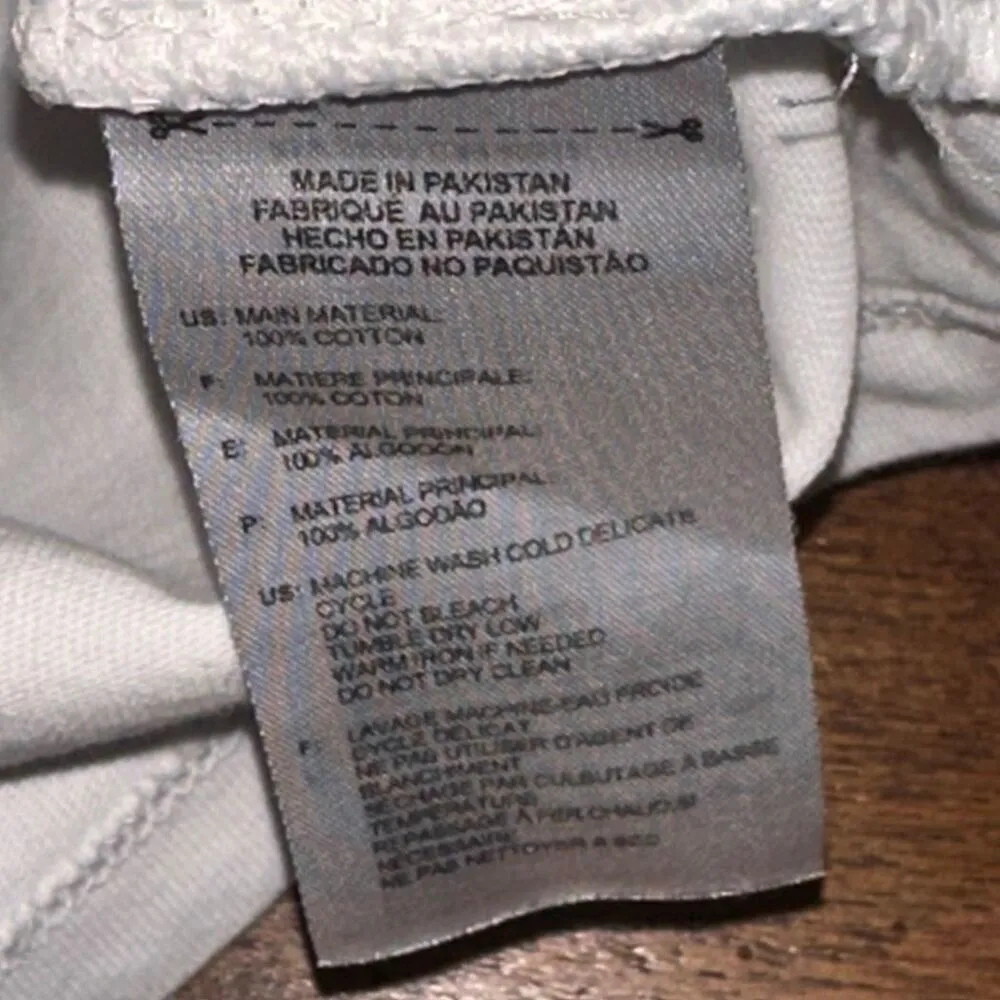 MADE IN PAKISTAN
FABRIQUÉ AU PAKISTAN
HECHO EN PAKISTÁN
FABRICADO NO PAQUISTÃO
US: MAIN MATERIAL:
100% COTTON
F: MATIERE PRINCIPALE:
100% COTON
E: MATERIAL PRINCIPAL:
100% ALGODON
P: MATERIAL PRINCIPAL:
100% ALGODÃO
US: MACHINE WASH COLD DELICATE
CYCLE
DO NOT BLEACH
TUMBLE DRY LOW
WARM IRON IF NEEDED
DO NOT DRY CLEAN
F: LAVAGE MACHINE-EAU FROIDE
CYCLE DELICAT
NE PAS UTILISER D'AGENT DE
BLANCHIMENT
SECHAGE PAR CULBUTAGE A BASSE
TEMPERATURE
REPASSAGE À FER CHAUD SI
NECESSAIRE
NE PAS NETTOYER A SEC